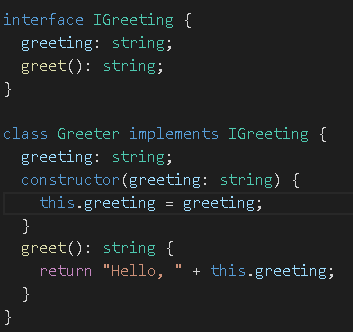 interface IGreeting {
  greeting: string;
  greet(): string;
}

class Greeter implements IGreeting {
  greeting: string;
  constructor(greeting: string) {
    this.greeting = greeting;
  }
  greet(): string {
    return "Hello, " + this.greeting;
  }
}